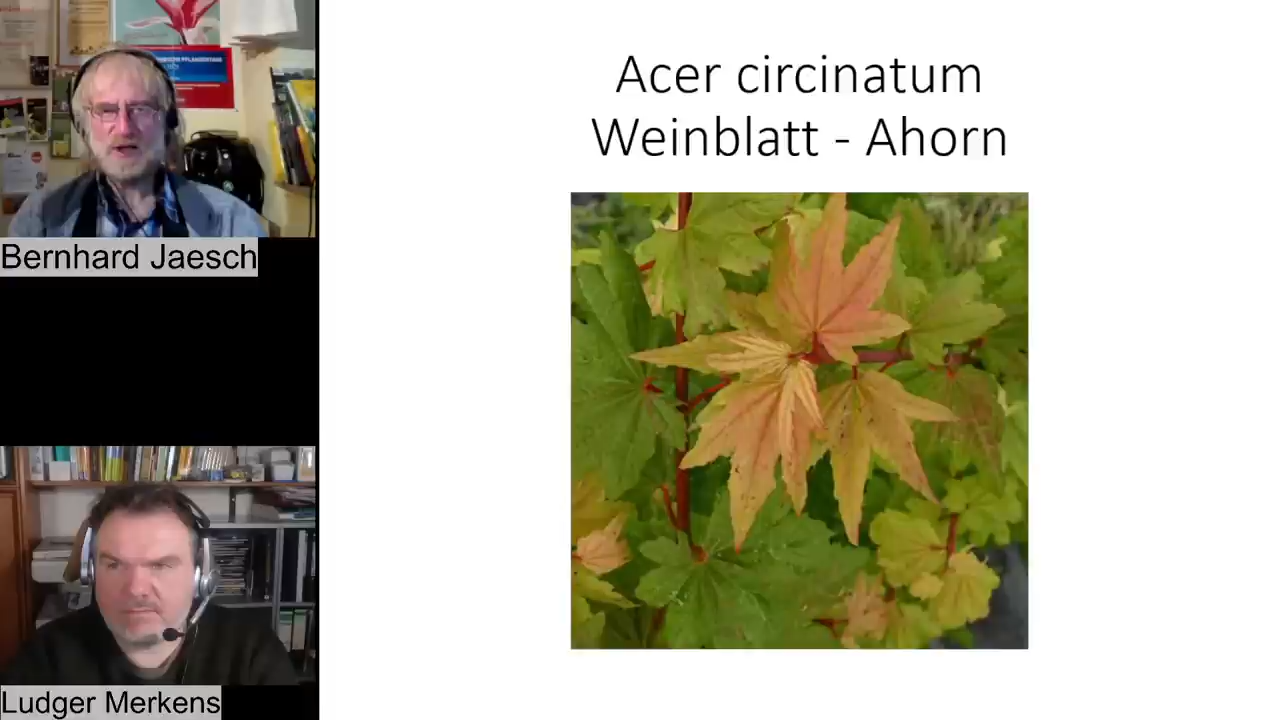 Acer circinatum
Weinblatt - Ahorn
Bernhard Jaesch
Ludger Merkens